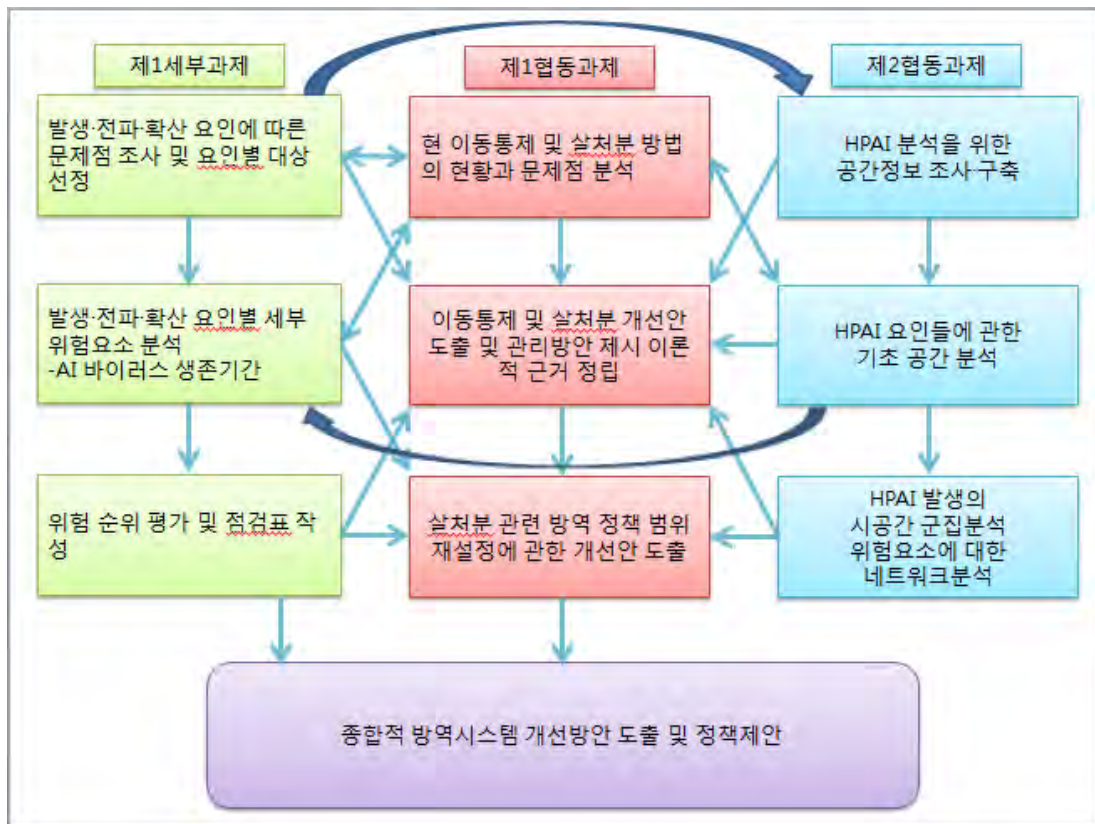 제1세부과제
제1협동과제
제2협동과제
발생·전파·확산 요인에 따른
문제점 조사 및 요인별 대상
선정
현 이동통제 및 살처분 방법
의 현황과 문제점 분석
HPAI 분석을 위한
공간정보 조사·구축
발생·전파·확산 요인별 세부
위험요소 분석
-AI 바이러스 생존기간
이동통제 및 살처분 개선안
도출 및 관리방안 제시 이론
적 근거 정립
HPAI 요인들에 관한
기초 공간 분석
위험 순위 평가 및 점검표 작
성
살처분 관련 방역 정책 범위
재설정에 관한 개선안 도출
HPAI 발생의
시공간 군집분석
위험요소에 대한
네트워크분석
종합적 방역시스템 개선방안 도출 및 정책제안